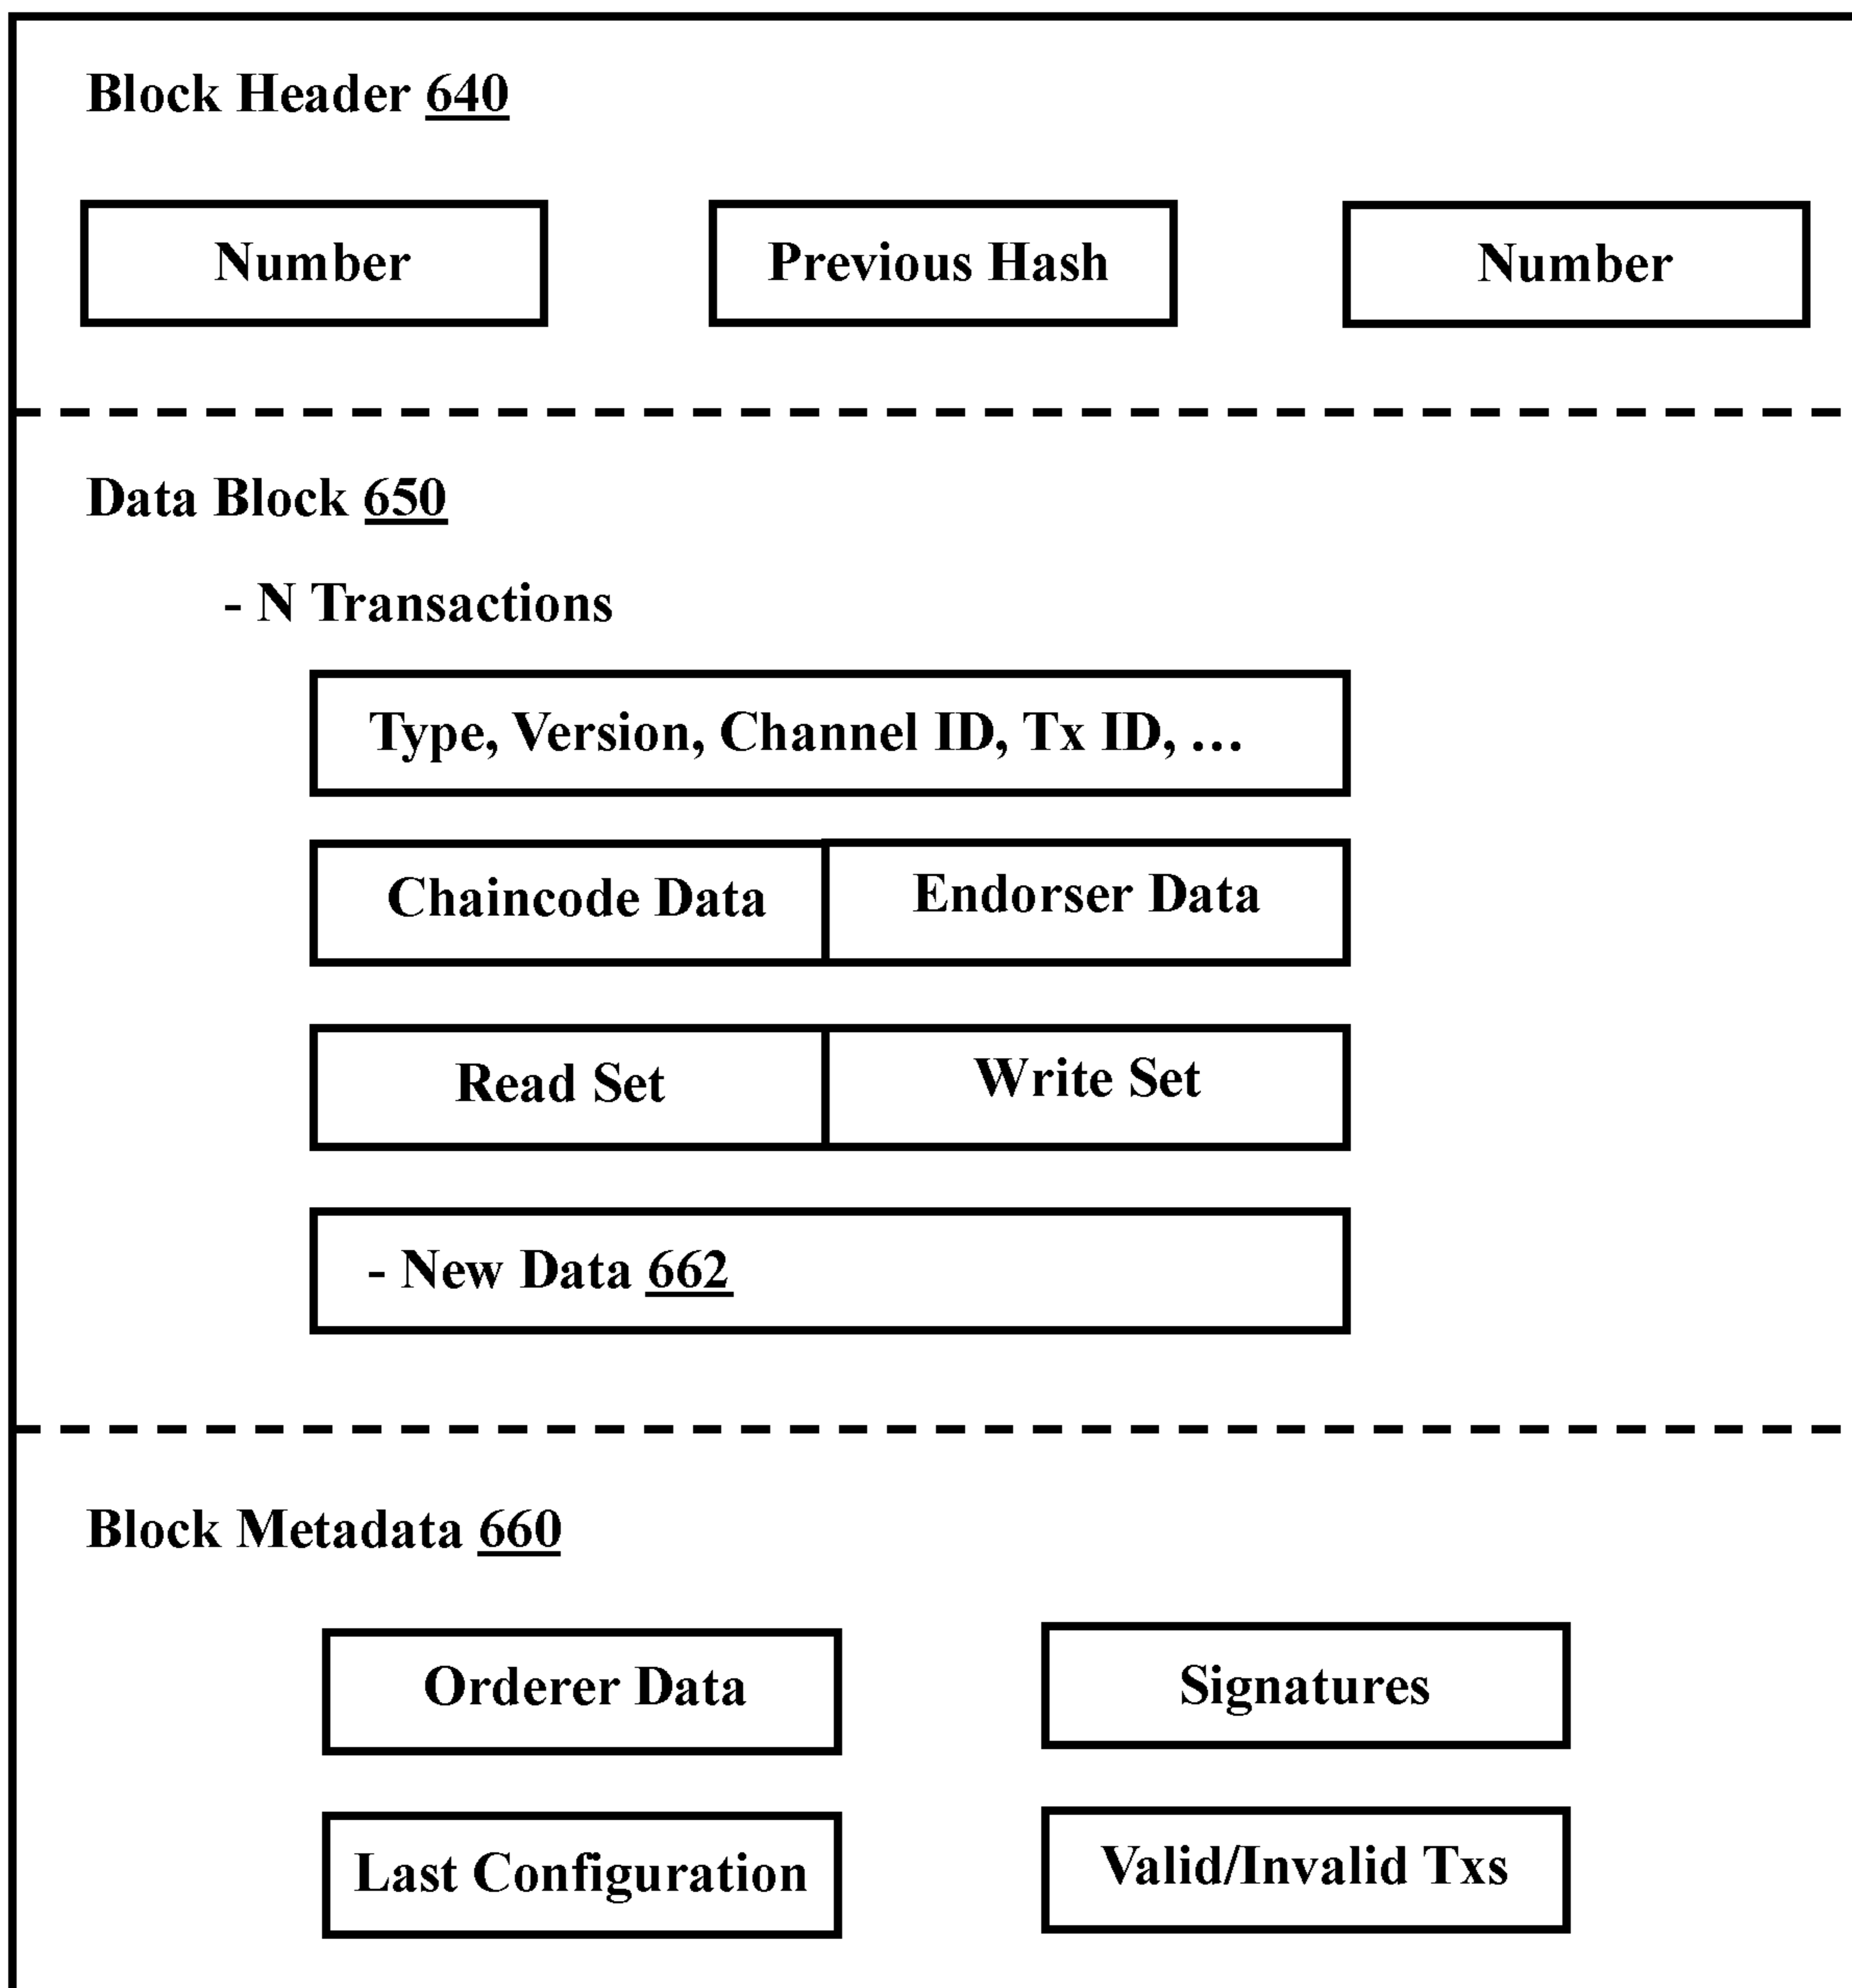 Block Header 640
Number
Previous Hash
Number
Data Block 650
- N Transactions
Type, Version, Channel ID, Tx ID, …
Chaincode Data
Endorser Data
Read Set
Write Set
- New Data 662
Block Metadata 660
Orderer Data
Signatures
Last Configuration
Valid/Invalid Txs